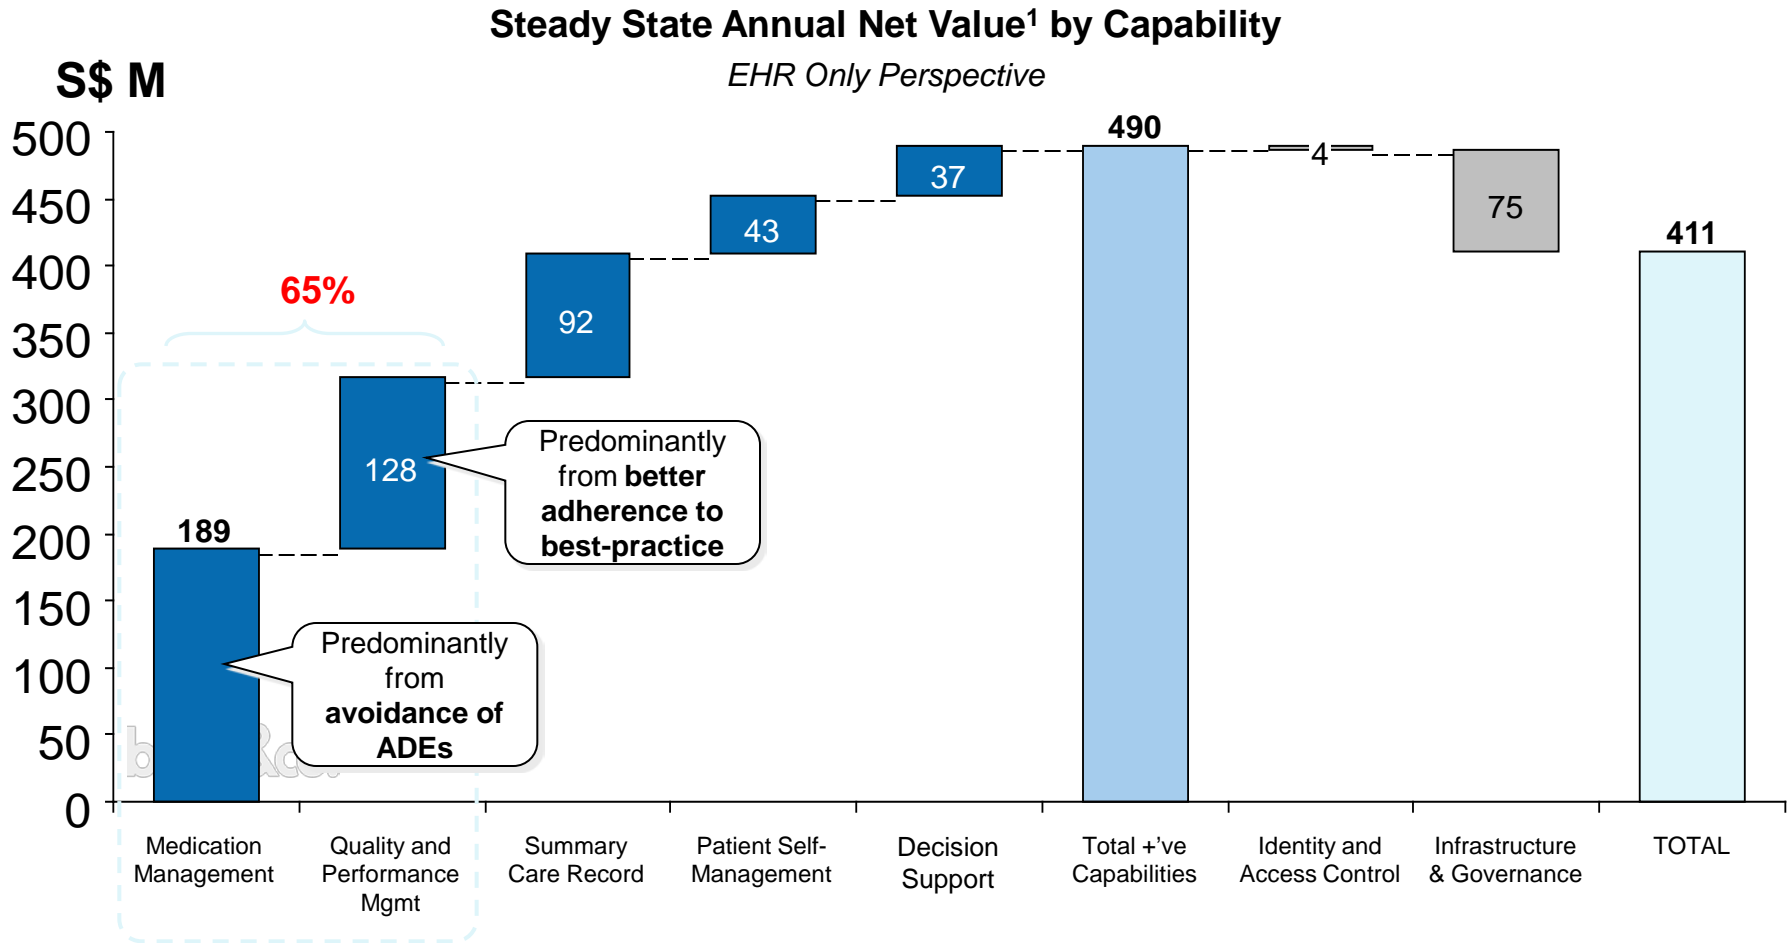 Steady State Annual Net Value¹ by Capability
EHR Only Perspective
S$ M
500
450
400
350
300
250
200
150
100
50
0
65%
189
128
92
43
37
490
4
75
411
Predominantly
from better
adherence to
best-practice
Predominantly
from
avoidance of
ADEs
Medication
Management
Quality and
Performance
Mgmt
Summary
Care Record
Patient Self-
Management
Decision
Support
Total +’ve
Capabilities
Identity and
Access Control
Infrastructure
& Governance
TOTAL